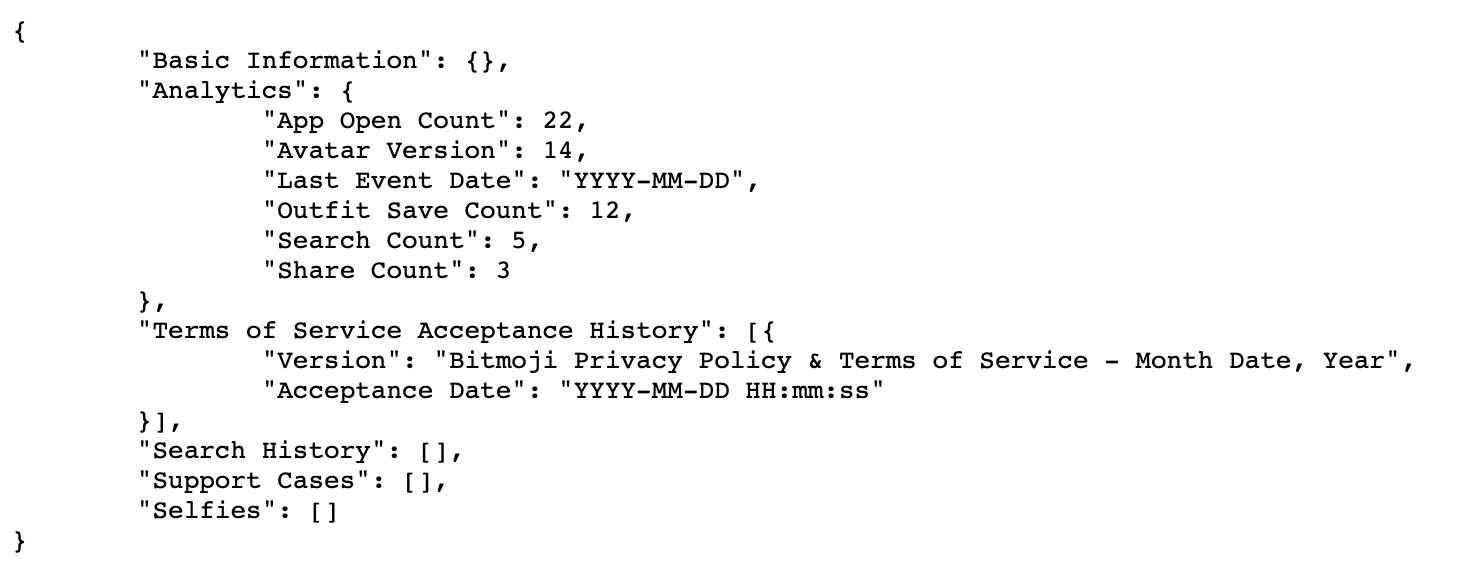 {
"Basic Information": {},
"Analytics": {
"App Open Count": 22,
"Avatar Version": 14,
"Last Event Date": "YYYY-MM-DD",
"Outfit Save Count": 12,
"Search Count": 5,
"Share Count": 3
},
"Terms of Service Acceptance History": [{
"Version": "Bitmoji Privacy Policy & Terms of Service - Month Date, Year",
"Acceptance Date": "YYYY-MM-DD HH:mm:ss"
}],
"Search History": [],
"Support Cases": [],
"Selfies": []
}